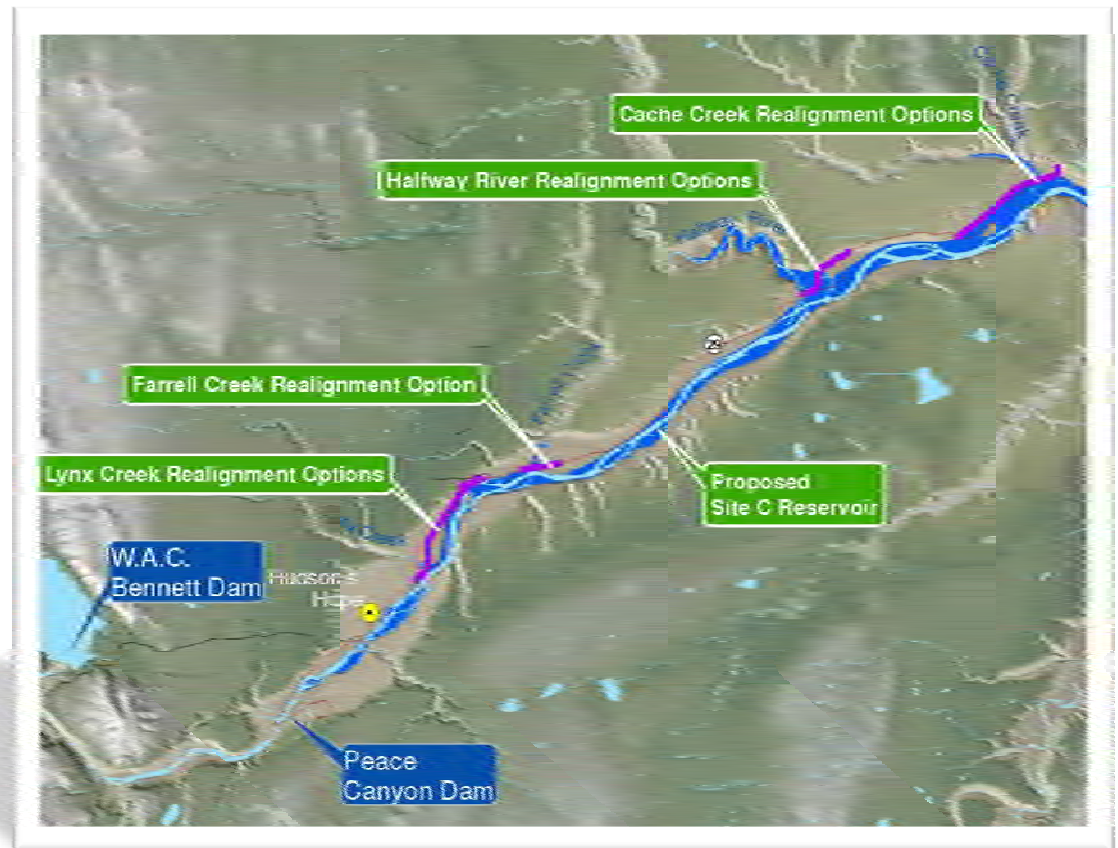 Cache Creek Realignment Options
Halfway River Realignment Options
Farrell Creek Realignment Option
Lynx Creek Realignment Options
Proposed
Site C Reservoir
W.A.C.
Bennett Dam
Hudson's
Hope
Peace
Canyon Dam